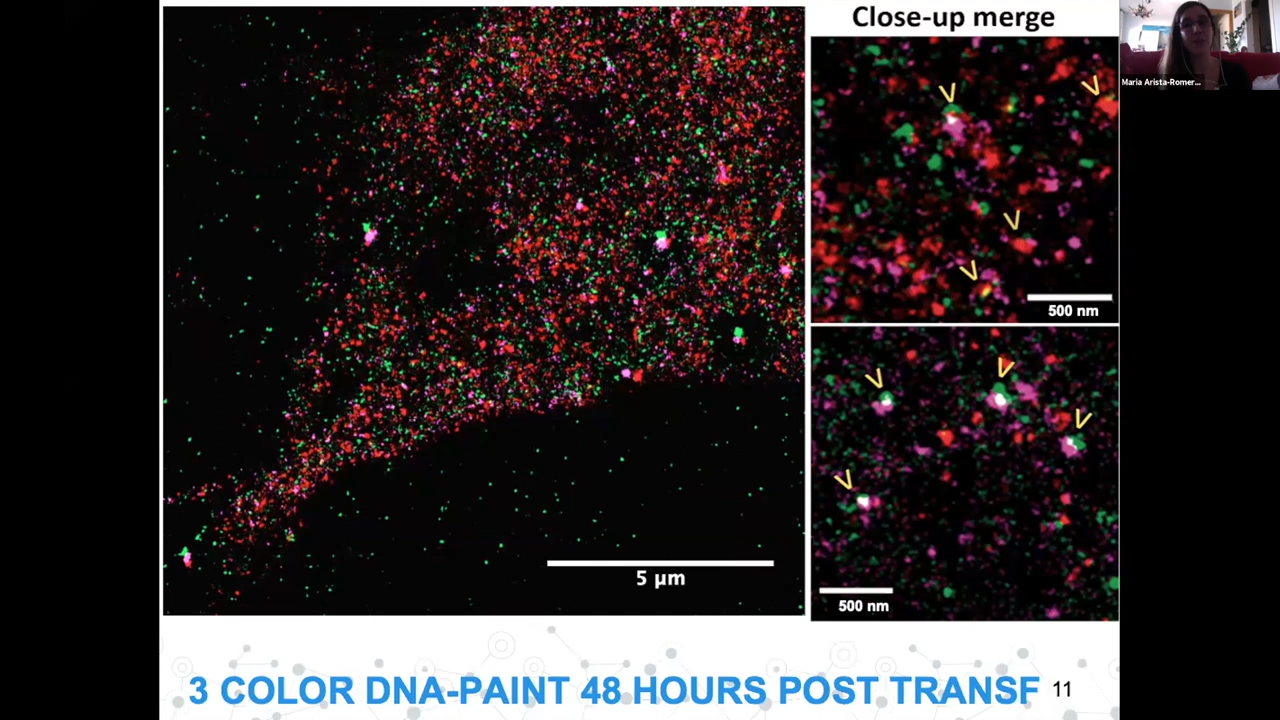 Close-up merge
Maria Arista-Romer...
500 nm
5 µm
500 nm
3 COLOR DNA-PAINT 48 HOURS POST TRANSF 11